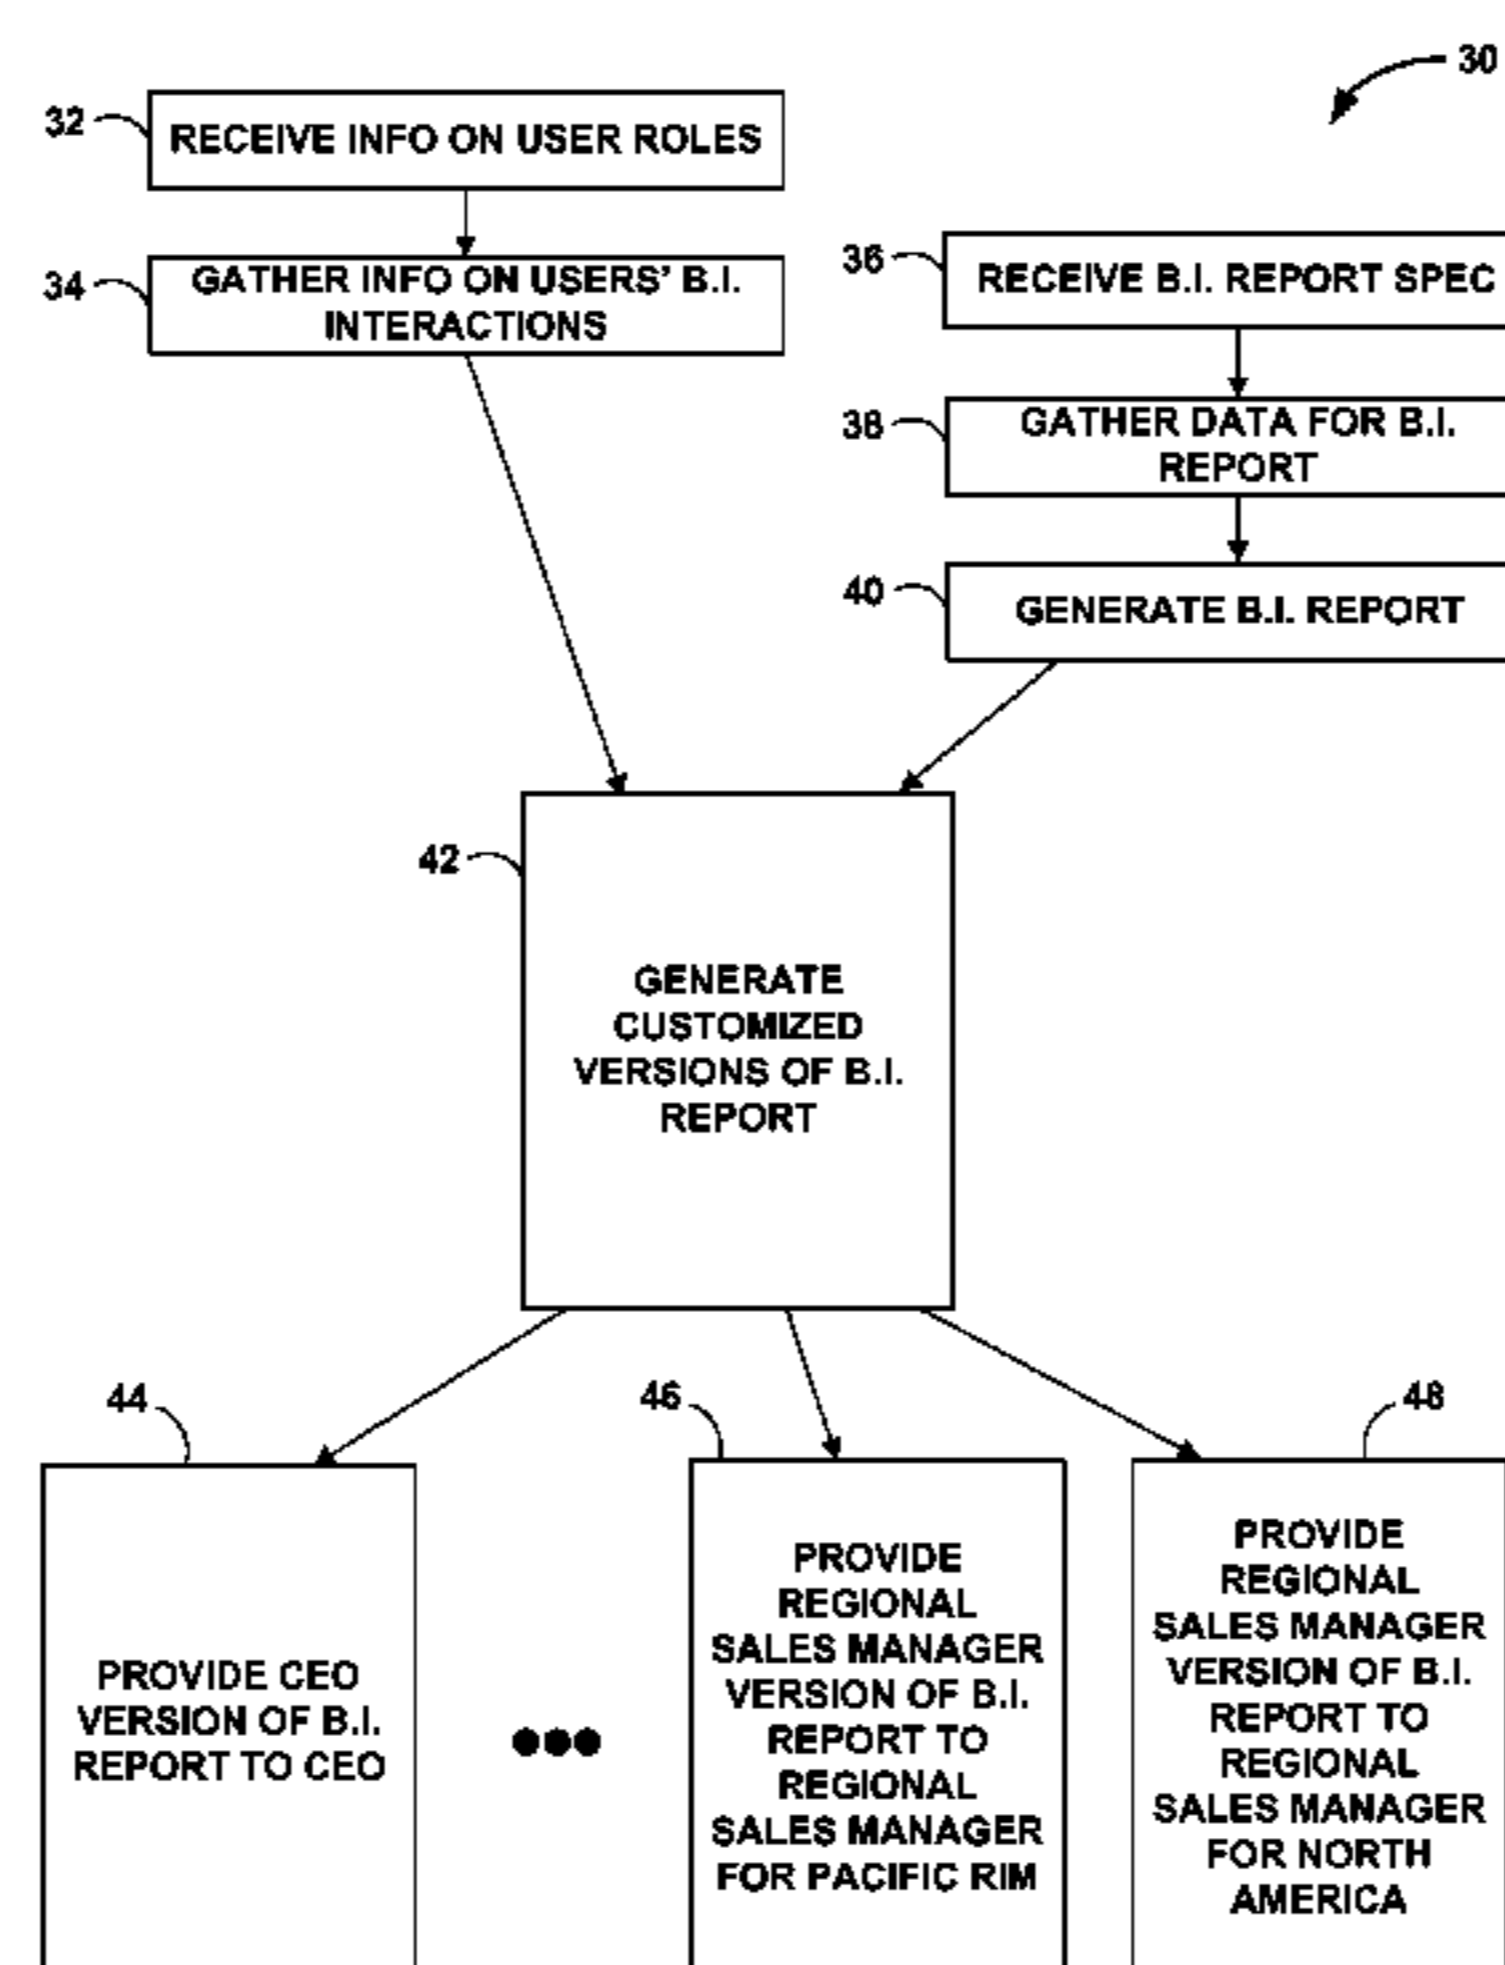 30
32
RECEIVE INFO ON USER ROLES
34
GATHER INFO ON USERS' B.I.
INTERACTIONS
36
RECEIVE B.I. REPORT SPEC
38
GATHER DATA FOR B.I.
REPORT
40
GENERATE B.I. REPORT
42
GENERATE
CUSTOMIZED
VERSIONS OF B.I.
REPORT
44
PROVIDE CEO
VERSION OF B.I.
REPORT TO CEO
46
PROVIDE
REGIONAL
SALES MANAGER
VERSION OF B.I.
REPORT TO
REGIONAL
SALES MANAGER
FOR PACIFIC RIM
48
PROVIDE
REGIONAL
SALES MANAGER
VERSION OF B.I.
REPORT TO
REGIONAL
SALES MANAGER
FOR NORTH
AMERICA